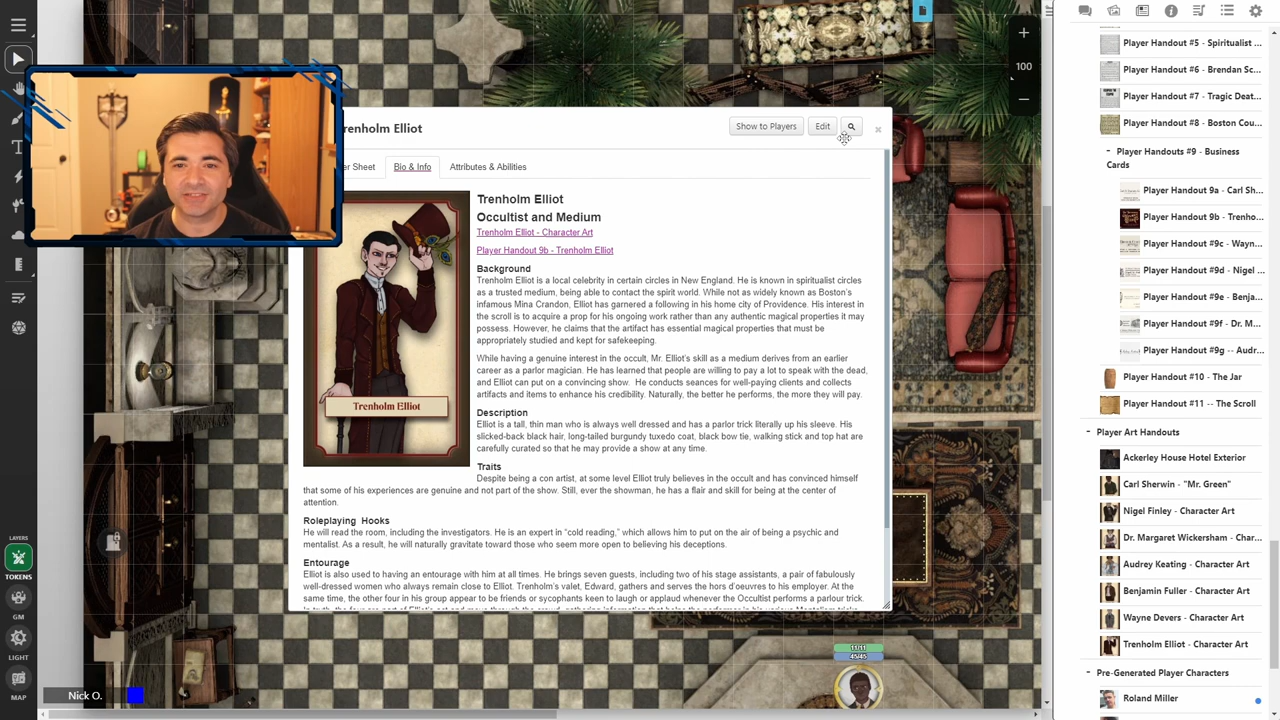 Player Handout #5 - Spiritualist ...
Player Handout #6 - Brendan Sc...
Player Handout #7 - Tragic Deat...
Player Handout #8 - Boston Cou...
Player Handouts #9 - Business
Cards
Player Handout 9a - Carl Sh...
Player Handout 9b - Trenho...
Player Handout #9c - Wayn...
Player Handout #9d - Nigel ...
Player Handout #9e - Benja...
Player Handout #9f - Dr. M...
Player Handout #9g -- Audr...
Player Handout #10 - The Jar
Player Handout #11 -- The Scroll
Player Art Handouts
Ackerley House Hotel Exterior
Carl Sherwin - "Mr. Green"
Nigel Finley - Character Art
Dr. Margaret Wickersham - Char...
Audrey Keating - Character Art
Benjamin Fuller - Character Art
Wayne Devers - Character Art
Trenholm Elliot - Character Art
Pre-Generated Player Characters
Roland Miller
100
renholm Elliot
Show to Players
Edit
er Sheet
Bio & Info
Attributes & Abilities
Trenholm Elliot
Trenholm Elliot
Occultist and Medium
Trenholm Elliot - Character Art
Player Handout 9b - Trenholm Elliot
Background
Trenholm Elliot is a local celebrity in certain circles in New England. He is known in spiritualist circles
as a trusted medium, being able to contact the spirit world. While not as widely known as Boston's
infamous Mina Crandon, Elliot has garnered a following in his home city of Providence. His interest in
the scroll is to acquire a prop for his ongoing work rather than any authentic magical properties it may
possess. However, he claims that the artifact has essential magical properties that must be
appropriately studied and kept for safekeeping.
While having a genuine interest in the occult, Mr. Elliot's skill as a medium derives from an earlier
career as a parlor magician. He has learned that people are willing to pay a lot to speak with the dead,
and Elliot can put on a convincing show. He conducts seances for well-paying clients and collects
artifacts and items to enhance his credibility. Naturally, the better he performs, the more they will pay.
Description
Elliot is a tall, thin man who is always well dressed and has a parlor trick literally up his sleeve. His
slicked-back black hair, long-tailed burgundy tuxedo coat, black bow tie, walking stick and top hat are
carefully curated so that he may provide a show at any time.
Traits
Despite being a con artist, at some level Elliot truly believes in the occult and has convinced himself
that some of his experiences are genuine and not part of the show. Still, ever the showman, he has a flair and skill for being at the center of
attention.
Roleplaying Hooks
He will read the room, including the investigators. He is an expert in "cold reading," which allows him to put on the air of being a psychic and
mentalist. As a result, he will naturally gravitate toward those who seem more open to believing his deceptions.
Entourage
Elliot is also used to having an entourage with him at all times. He brings seven guests, including two of his stage assistants, a pair of fabulously
well-dressed women who always remain close to Elliot. Trenholm's valet, Edward, gathers and serves the hors d'oeuvres to his employer. At the
same time, the other four in his group appear to be friends or sycophants keen to laugh or applaud whenever the Occultist performs a parlour trick.
LAYERS
TOKENS
GM
LIGHT
MAP
Nick O.
11/11
45/45